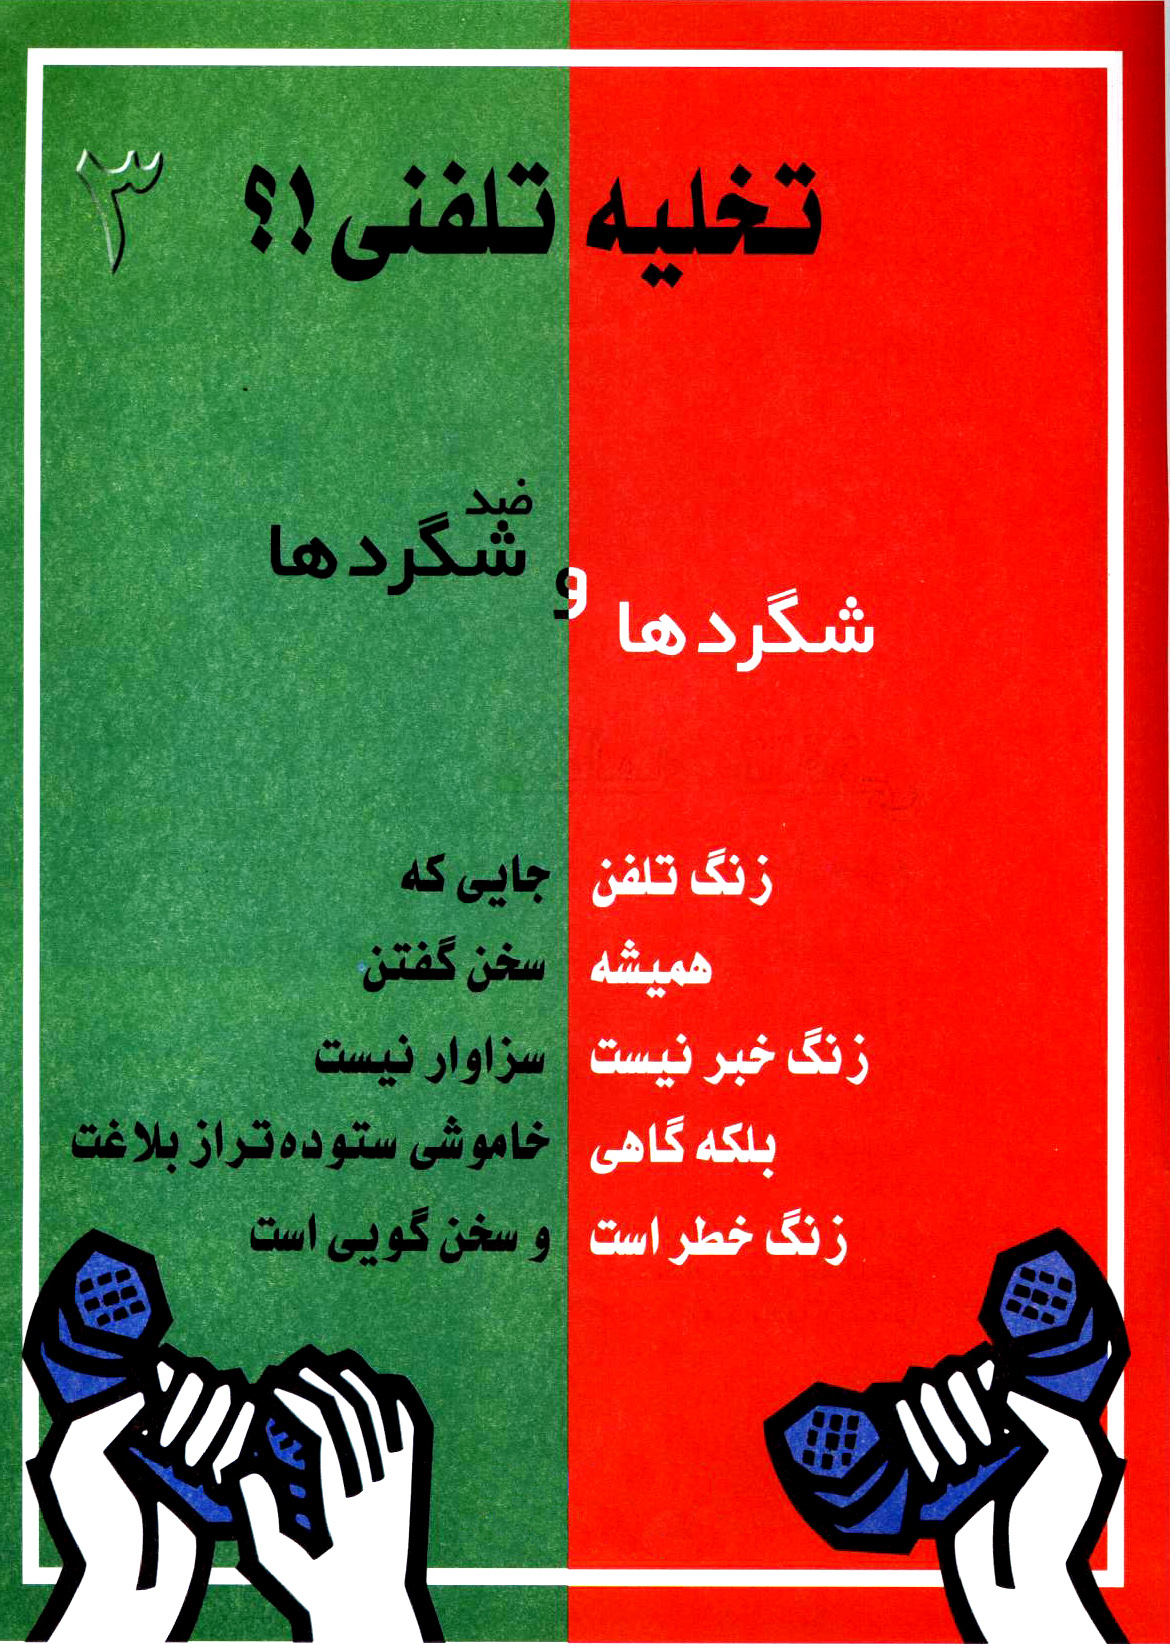 تخلیه تلفنی!؟ ۳
ضد
شگردها
و
شگردها
زنگ تلفن
همیشه
زنگ خبر نیست
بلکه گاهی
زنگ خطر است
جایی که
سخن گفتن
سزاوار نیست
خاموشی ستوده‌تر از بلاغت
و سخن گویی است